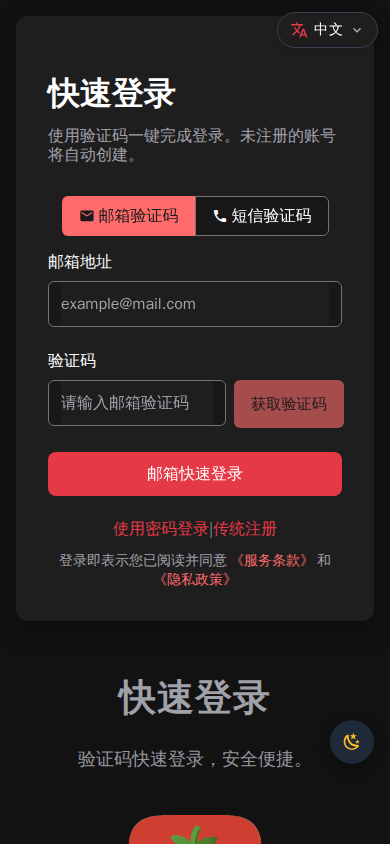 中文
快速登录
使用验证码一键完成登录。未注册的账号
将自动创建。
邮箱验证码 短信验证码
邮箱地址
example@mail.com
验证码
请输入邮箱验证码 获取验证码
邮箱快速登录
使用密码登录|传统注册
登录即表示您已阅读并同意 《服务条款》 和
《隐私政策》
快速登录
验证码快速登录，安全便捷。